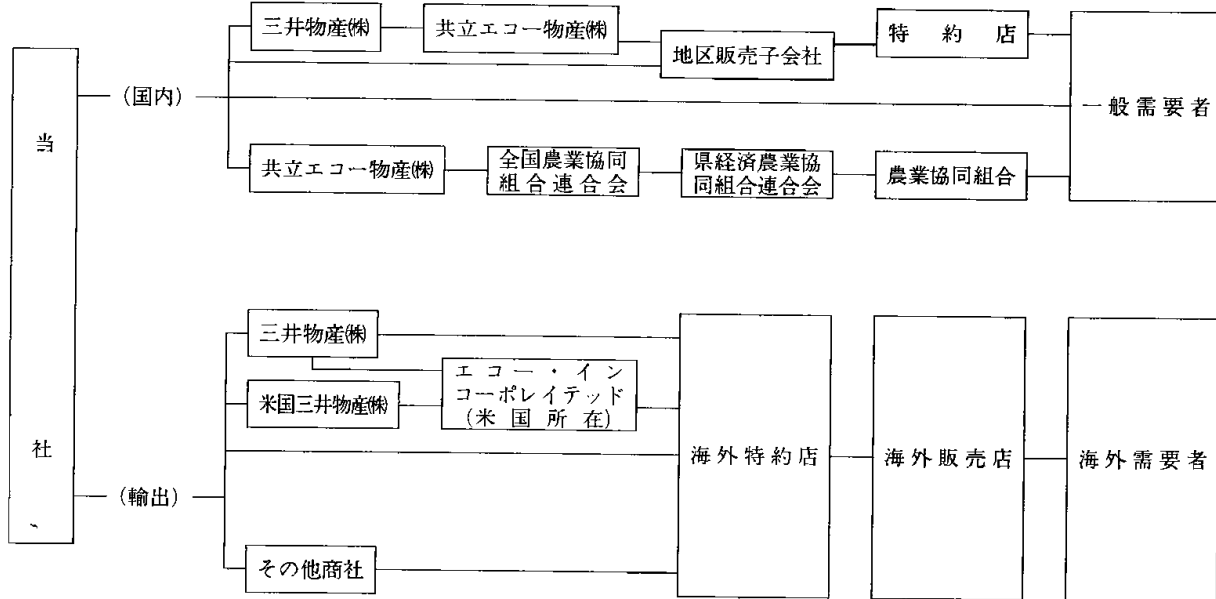 当社
(国内)
三井物産㈱
共立エコー物産㈱
地区販売子会社
特約店
一般需要者
共立エコー物産㈱
全国農業協同
組合連合会
県経済農業協
同組合連合会
農業協同組合
(輸出)
三井物産㈱
米国三井物産㈱
エコー・イン
コーポレイテッド
(米国所在)
その他商社
海外特約店
海外販売店
海外需要者